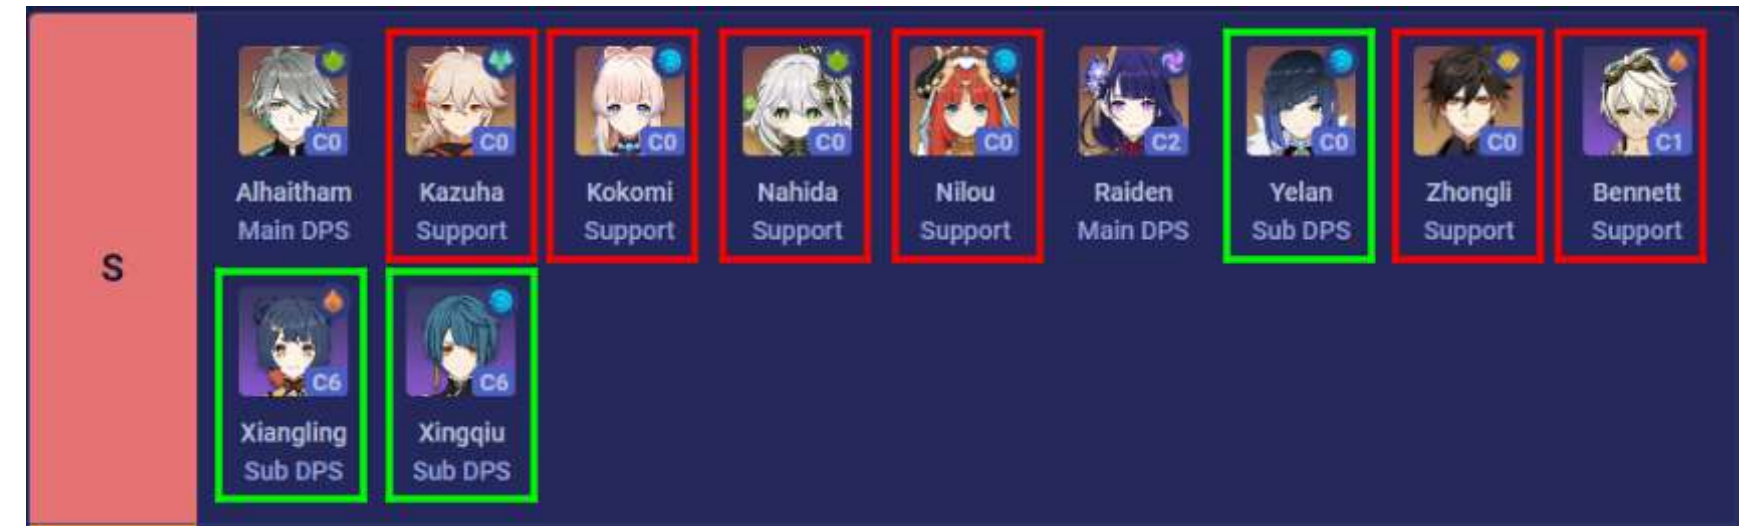 S
C0 C0 C0 C0 C0 C2 C0 C0 C1
Alhaitham Kazuha Kokomi Nahida Nilou Raiden Yelan Zhongli Bennett
Main DPS Support Support Support Support Main DPS Sub DPS Support Support
C6 C6
Xiangling Xingqiu
Sub DPS Sub DPS